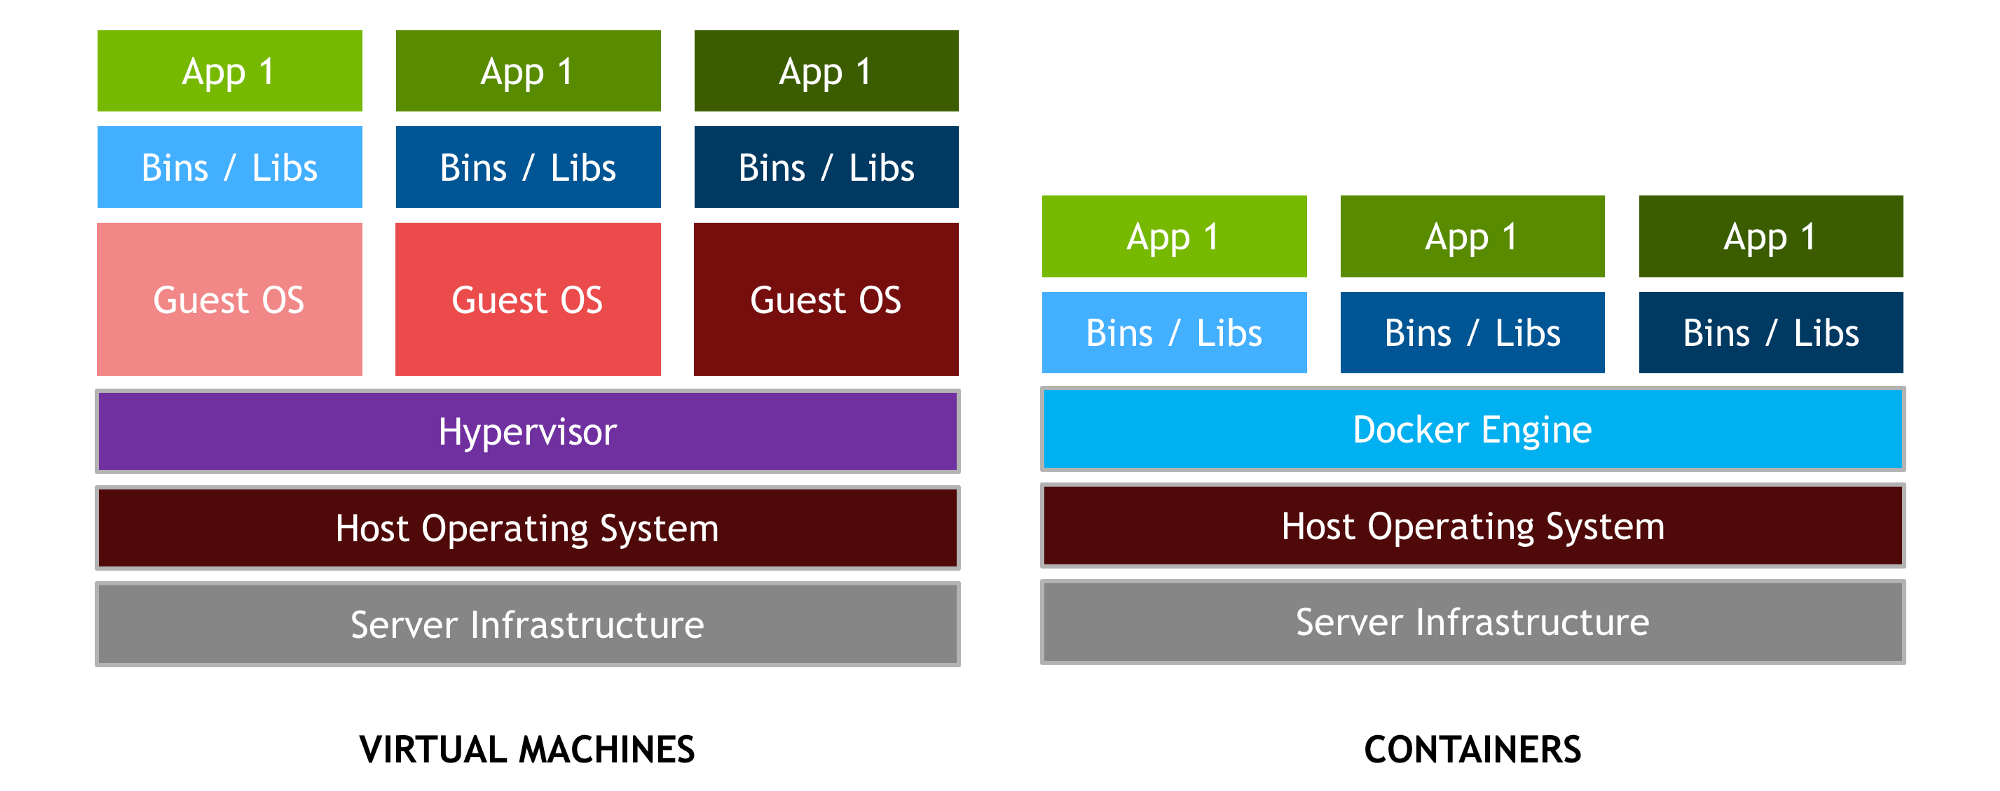 App 1
App 1
App 1
Bins / Libs
Bins / Libs
Bins / Libs
Guest OS
Guest OS
Guest OS
Hypervisor
Host Operating System
Server Infrastructure
VIRTUAL MACHINES
App 1
App 1
App 1
Bins / Libs
Bins / Libs
Bins / Libs
Docker Engine
Host Operating System
Server Infrastructure
CONTAINERS